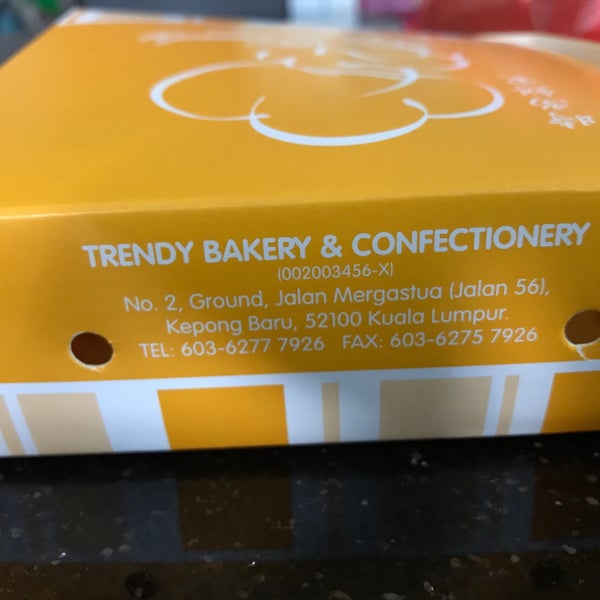 TRENDY BAKERY & CONFECTIONERY
(002003456-X)
No. 2, Ground, Jalan Mergastua (Jalan 56),
Kepong Baru, 52100 Kuala Lumpur.
TEL: 603-6277 7926 FAX: 603-6275 7926